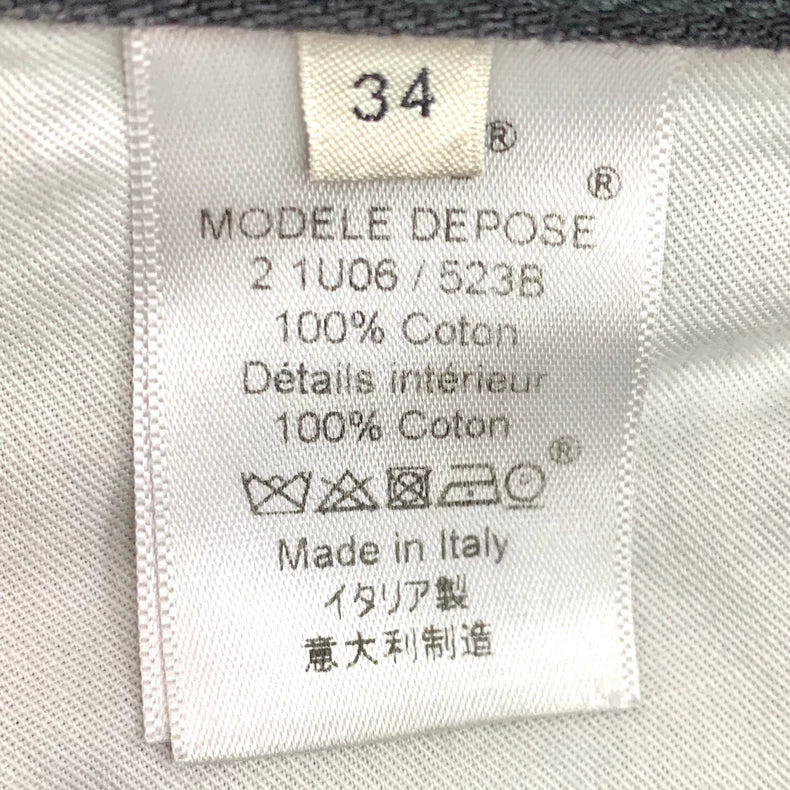 34
®
®
MODELE DEPOSE
2 1U06 / 523B
100% Coton
Détails intérieur
100% Coton
®
Made in Italy
イタリア製
意大利制造